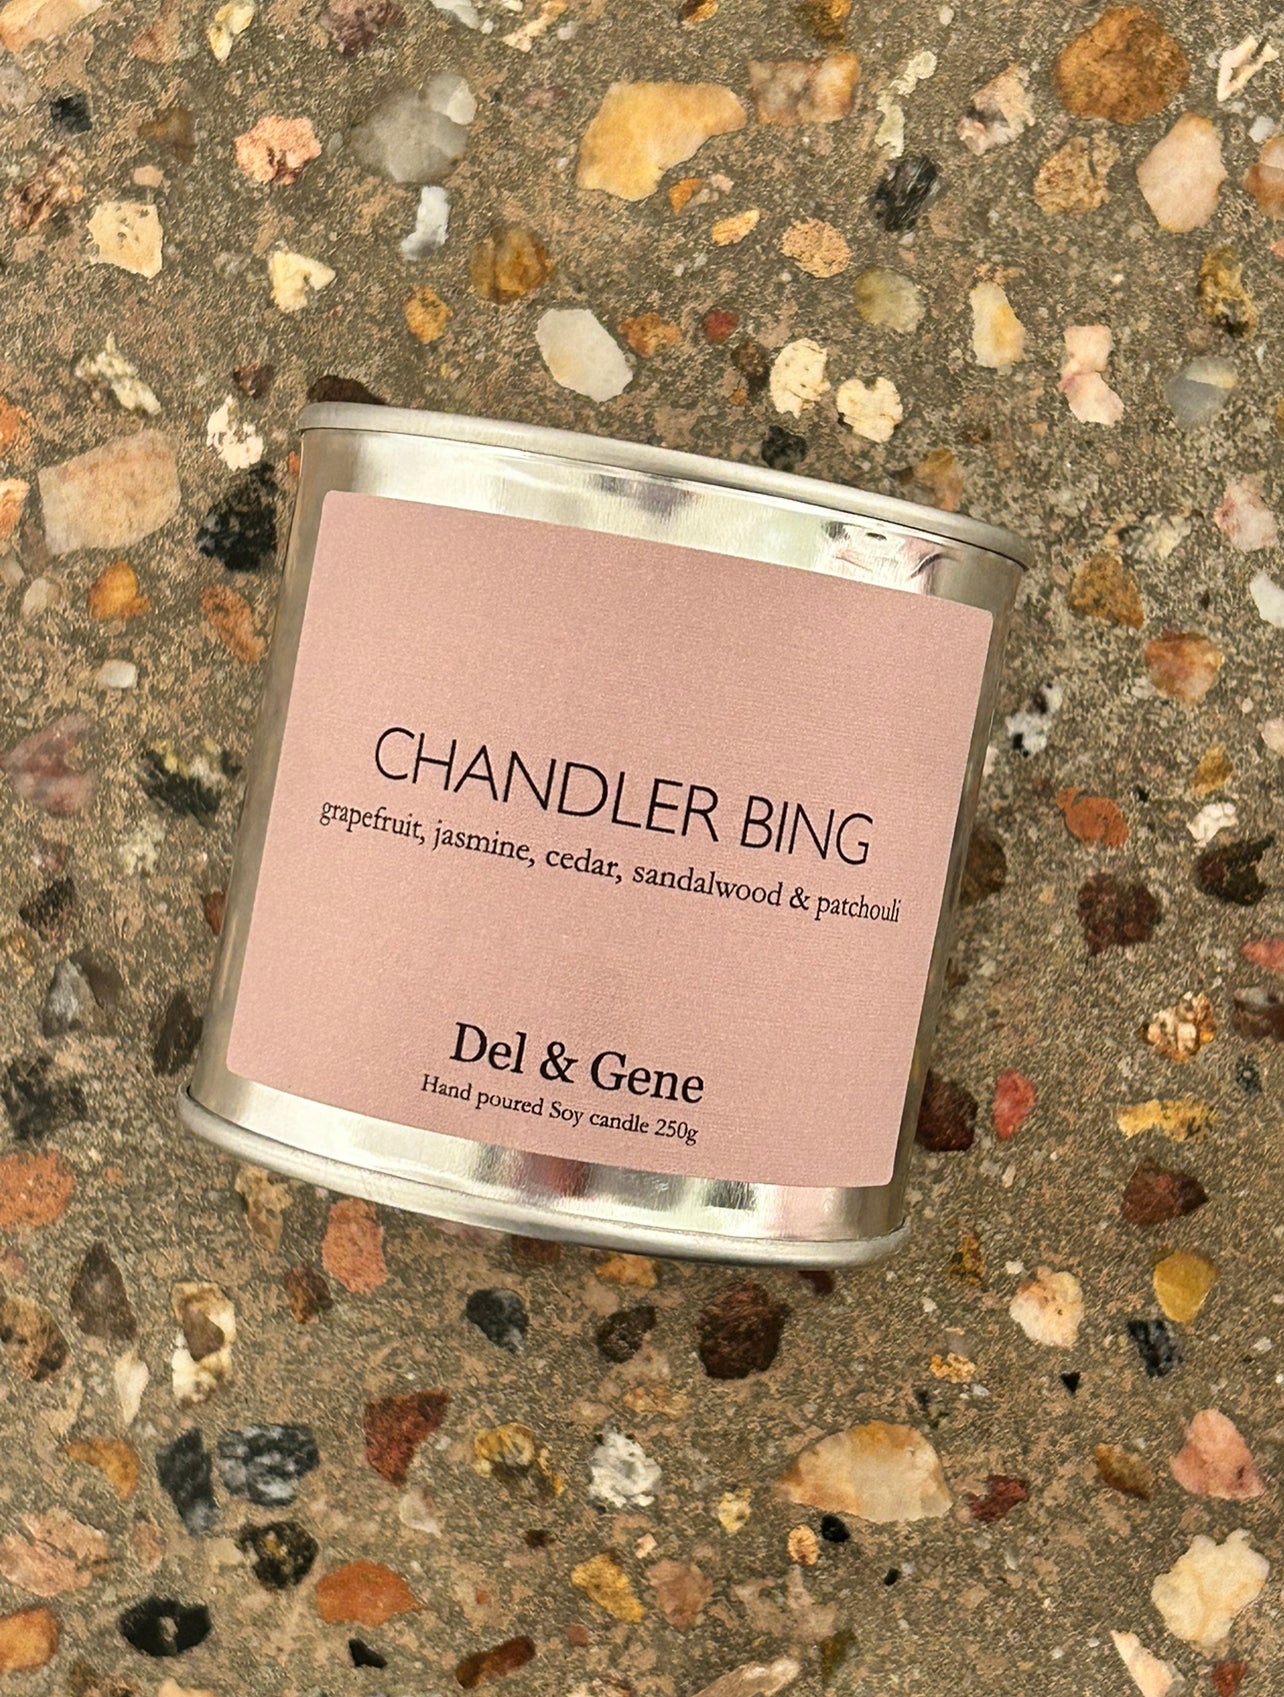 CHANDLER BING
grapefruit, jasmine, cedar, sandalwood & patchouli
Del & Gene
Hand poured Soy candle 250g